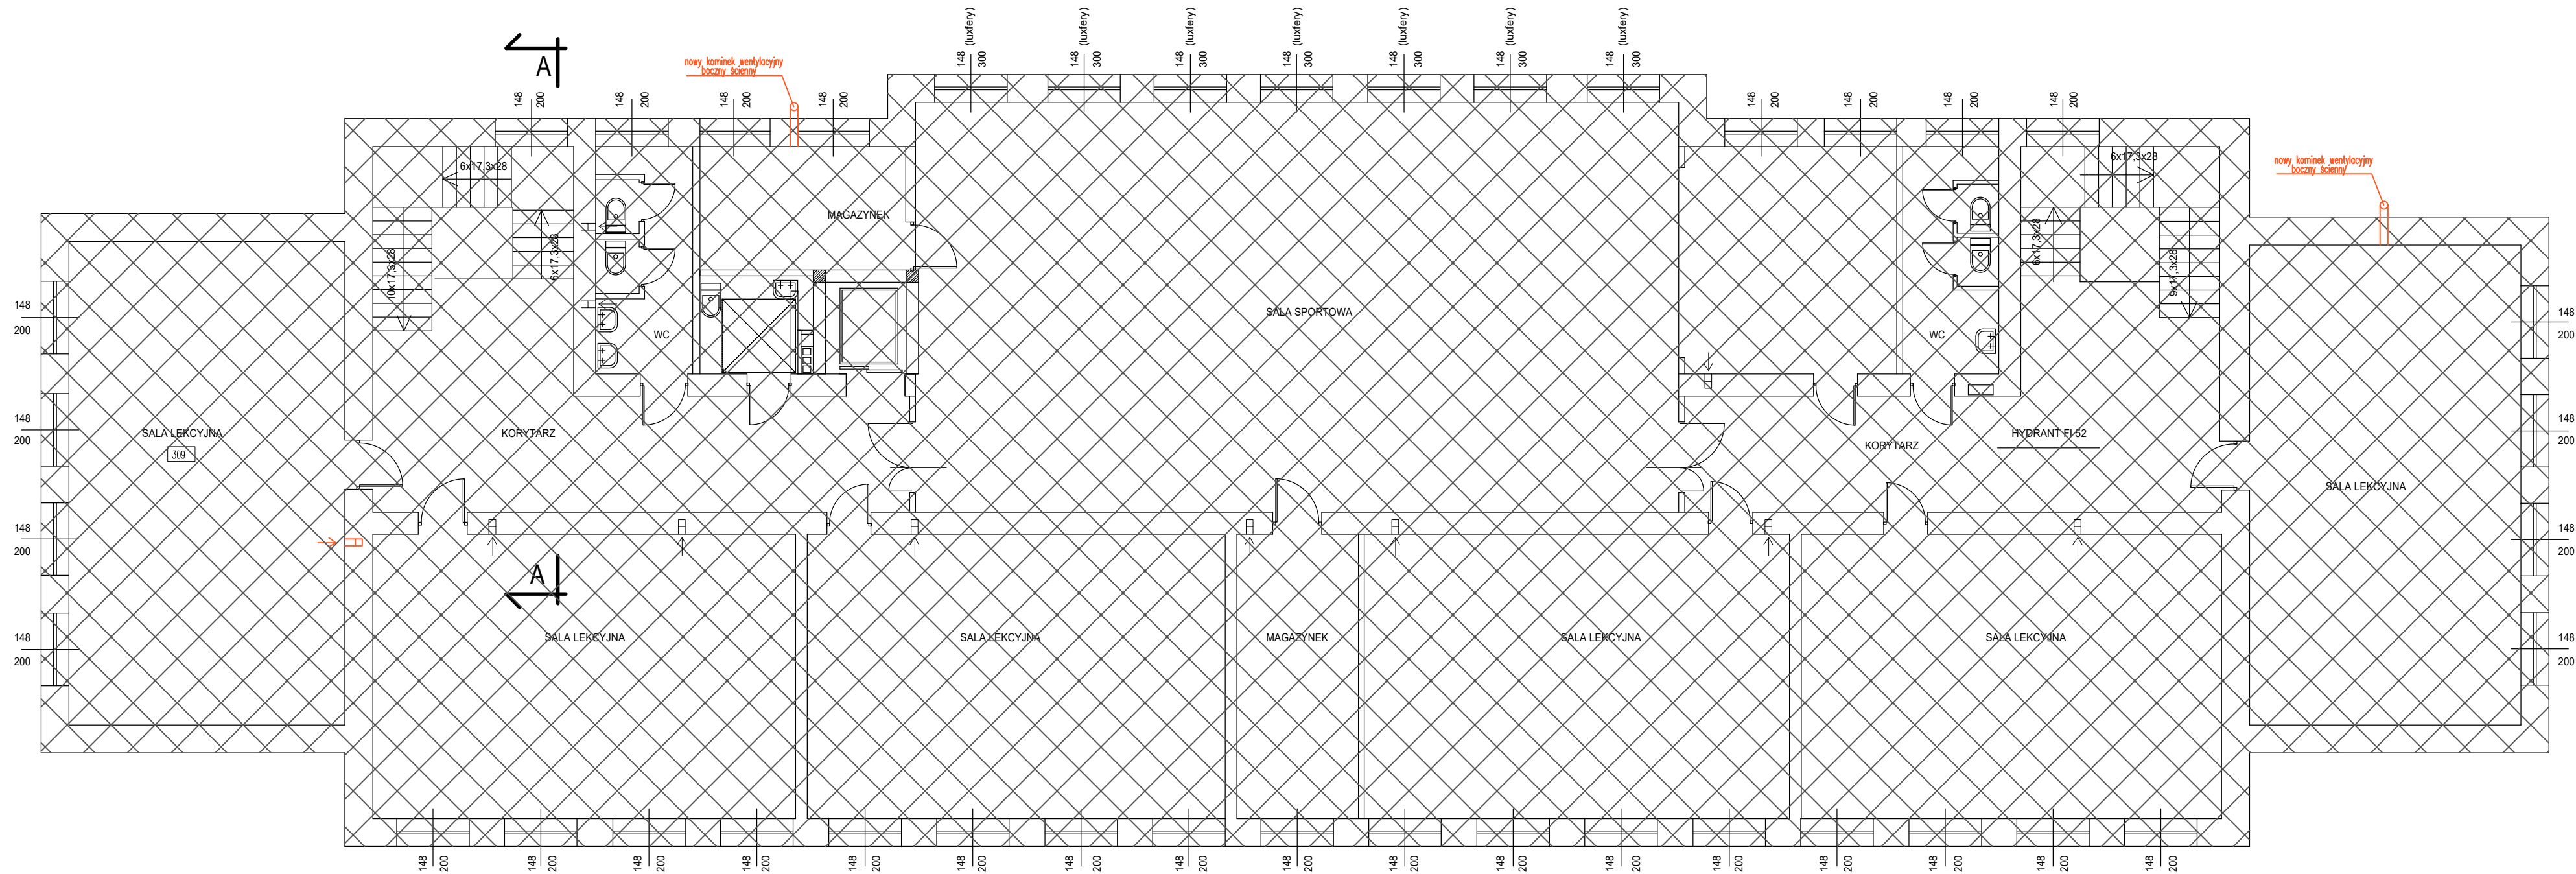 148 (luxfery)
300
148 (luxfery)
300
148 (luxfery)
300
148 (luxfery)
300
148 (luxfery)
300
148 (luxfery)
300
148 (luxfery)
300
A
nowy kominek wentylacyjny
boczny ścienny
148
200
148
200
148
200
148
200
148
200
148
200
148
200
148
200
nowy kominek wentylacyjny
boczny ścienny
6x17,3x28
6x17,3x28
MAGAZYNEK
10x17,3x28
6x17,3x28
6x17,3x28
9x17,3x28
148
200
SALA SPORTOWA
148
200
WC
WC
148
200
SALA LEKCYJNA
309
KORYTARZ
KORYTARZ
HYDRANT FI 52
148
200
SALA LEKCYJNA
148
200
148
200
A
148
200
SALA LEKCYJNA
SALA LEKCYJNA
MAGAZYNEK
SALA LEKCYJNA
SALA LEKCYJNA
148
200
148
200
148
200
148
200
148
200
148
200
148
200
148
200
148
200
148
200
148
200
148
200
148
200
148
200
148
200
148
200
148
200
148
200